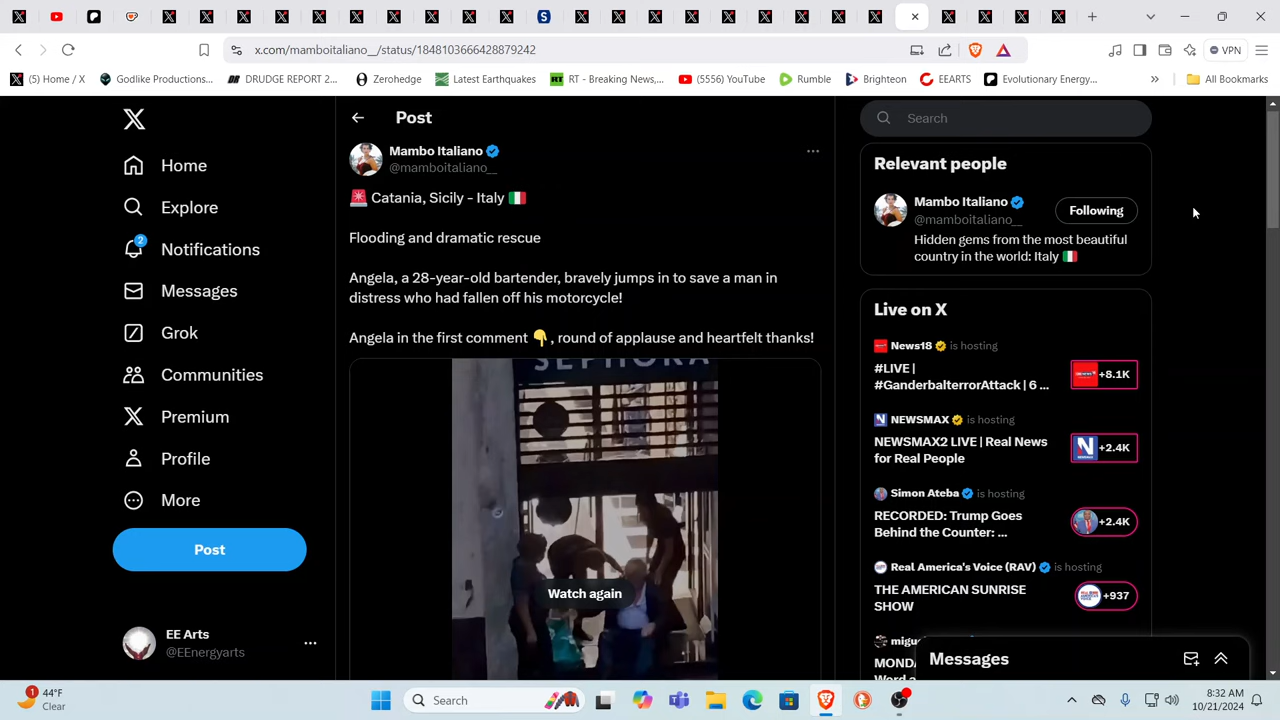 x.com/mamboitaliano__/status/1848103666428879242
VPN
(5) Home / X
Godlike Productions...
DRUDGE REPORT 2...
Zerohedge
Latest Earthquakes
RT - Breaking News,...
(5555) YouTube
Rumble
Brighteon
EEARTS
Evolutionary Energy...
All Bookmarks
Home
Explore
2
Notifications
Messages
Grok
Communities
Premium
Profile
More
Post
EE Arts
@EEnergyarts
Post
Mambo Italiano
@mamboitaliano__
🚨 Catania, Sicily - Italy 🇮🇹
Flooding and dramatic rescue
Angela, a 28-year-old bartender, bravely jumps in to save a man in
distress who had fallen off his motorcycle!
Angela in the first comment 👇, round of applause and heartfelt thanks!
SEPHORA
Watch again
Search
Relevant people
Mambo Italiano
@mamboitaliano__
Following
Hidden gems from the most beautiful
country in the world: Italy 🇮🇹
Live on X
News18 is hosting
#LIVE |
#GanderbalterrorAttack | 6 ...
+8.1K
NEWSMAX is hosting
NEWSMAX2 LIVE | Real News
for Real People
+2.4K
Simon Ateba is hosting
RECORDED: Trump Goes
Behind the Counter: ...
+2.4K
Real America's Voice (RAV) is hosting
THE AMERICAN SUNRISE
SHOW
+937
Messages
1
44°F
Clear
Search
8:32 AM
10/21/2024